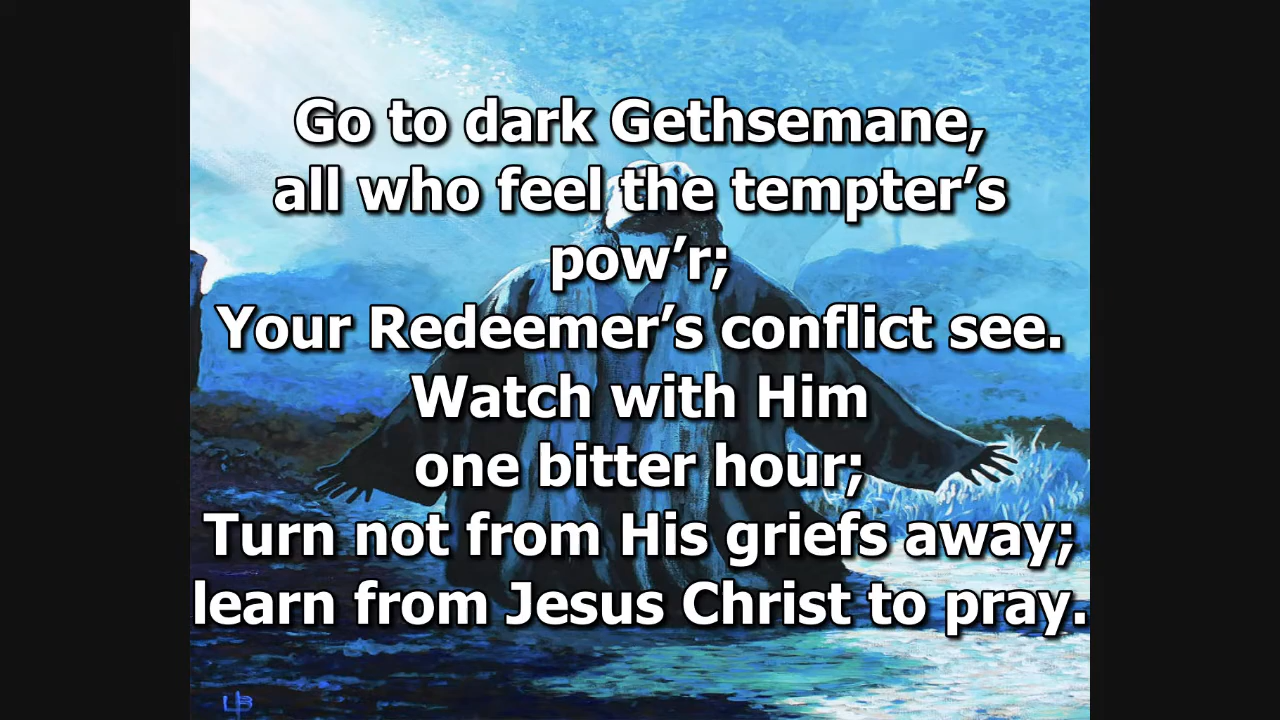 Go to dark Gethsemane,
all who feel the tempter’s
pow’r;
Your Redeemer’s conflict see.
Watch with Him
one bitter hour;
Turn not from His griefs away;
learn from Jesus Christ to pray.